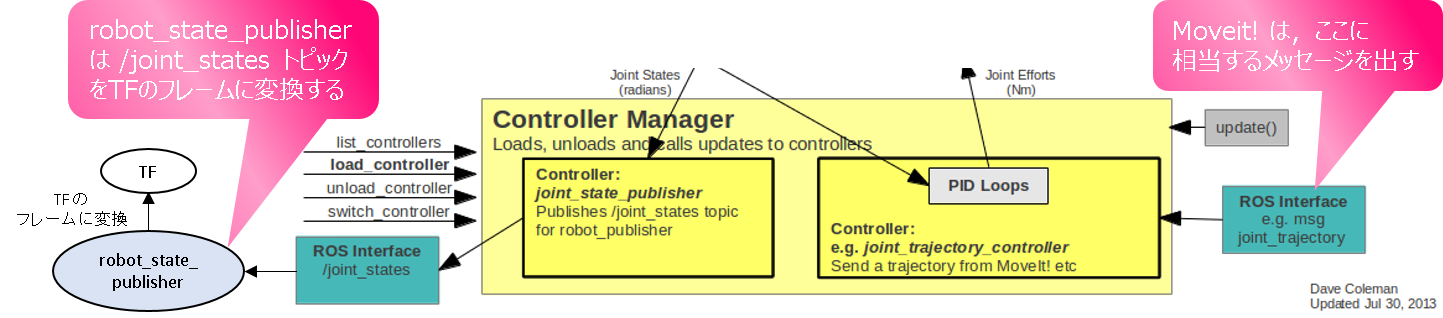 robot_state_publisher
は /joint_states トピック
をTFのフレームに変換する
Moveit! は, ここに
相当するメッセージを出す
Joint States
(radians)
Joint Efforts
(Nm)
Controller Manager
Loads, unloads and calls updates to controllers
update()
list_controllers
load_controller
unload_controller
switch_controller
Controller:
joint_state_publisher
Publishes /joint_states topic
for robot_publisher
PID Loops
Controller:
e.g. joint_trajectory_controller
Send a trajectory from MoveIt! etc
ROS Interface
e.g. msg
joint_trajectory
TF
TFの
フレームに変換
robot_state_
publisher
ROS Interface
/joint_states
Dave Coleman
Updated Jul 30, 2013